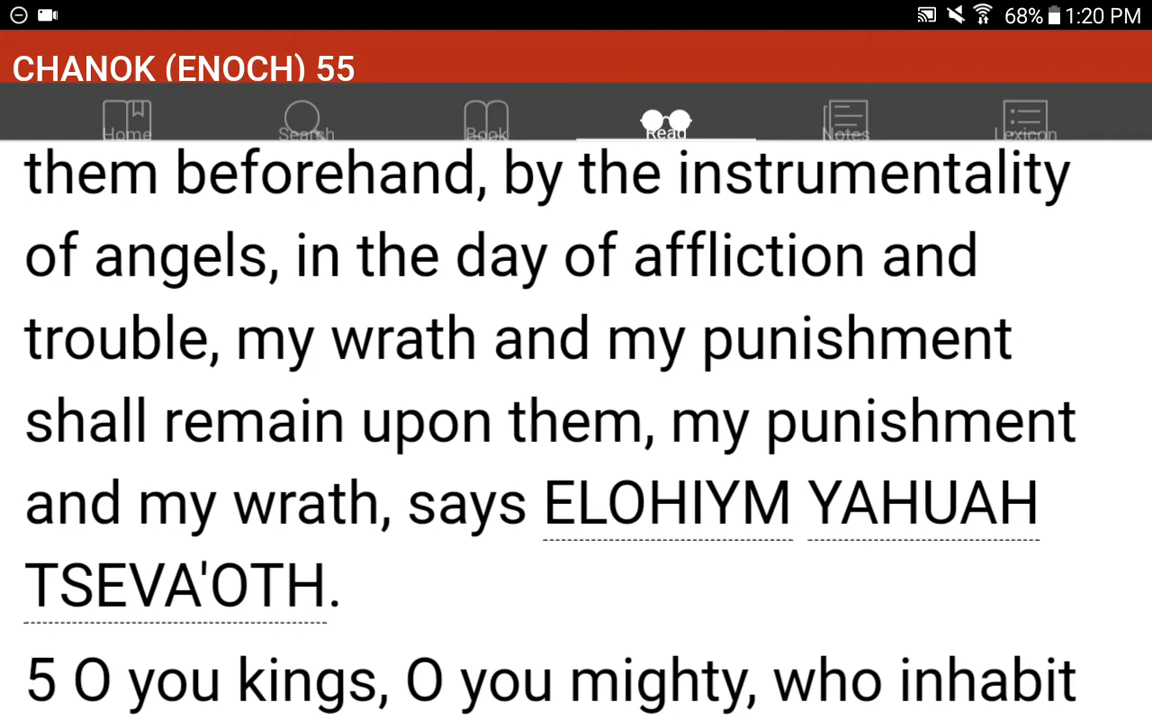 68% 1:20 PM
CHANOK (ENOCH) 55
Home Search Book Read Notes Lexicon
them beforehand, by the instrumentality
of angels, in the day of affliction and
trouble, my wrath and my punishment
shall remain upon them, my punishment
and my wrath, says ELOHIYM YAHUAH
TSEVA'OTH.
5 O you kings, O you mighty, who inhabit